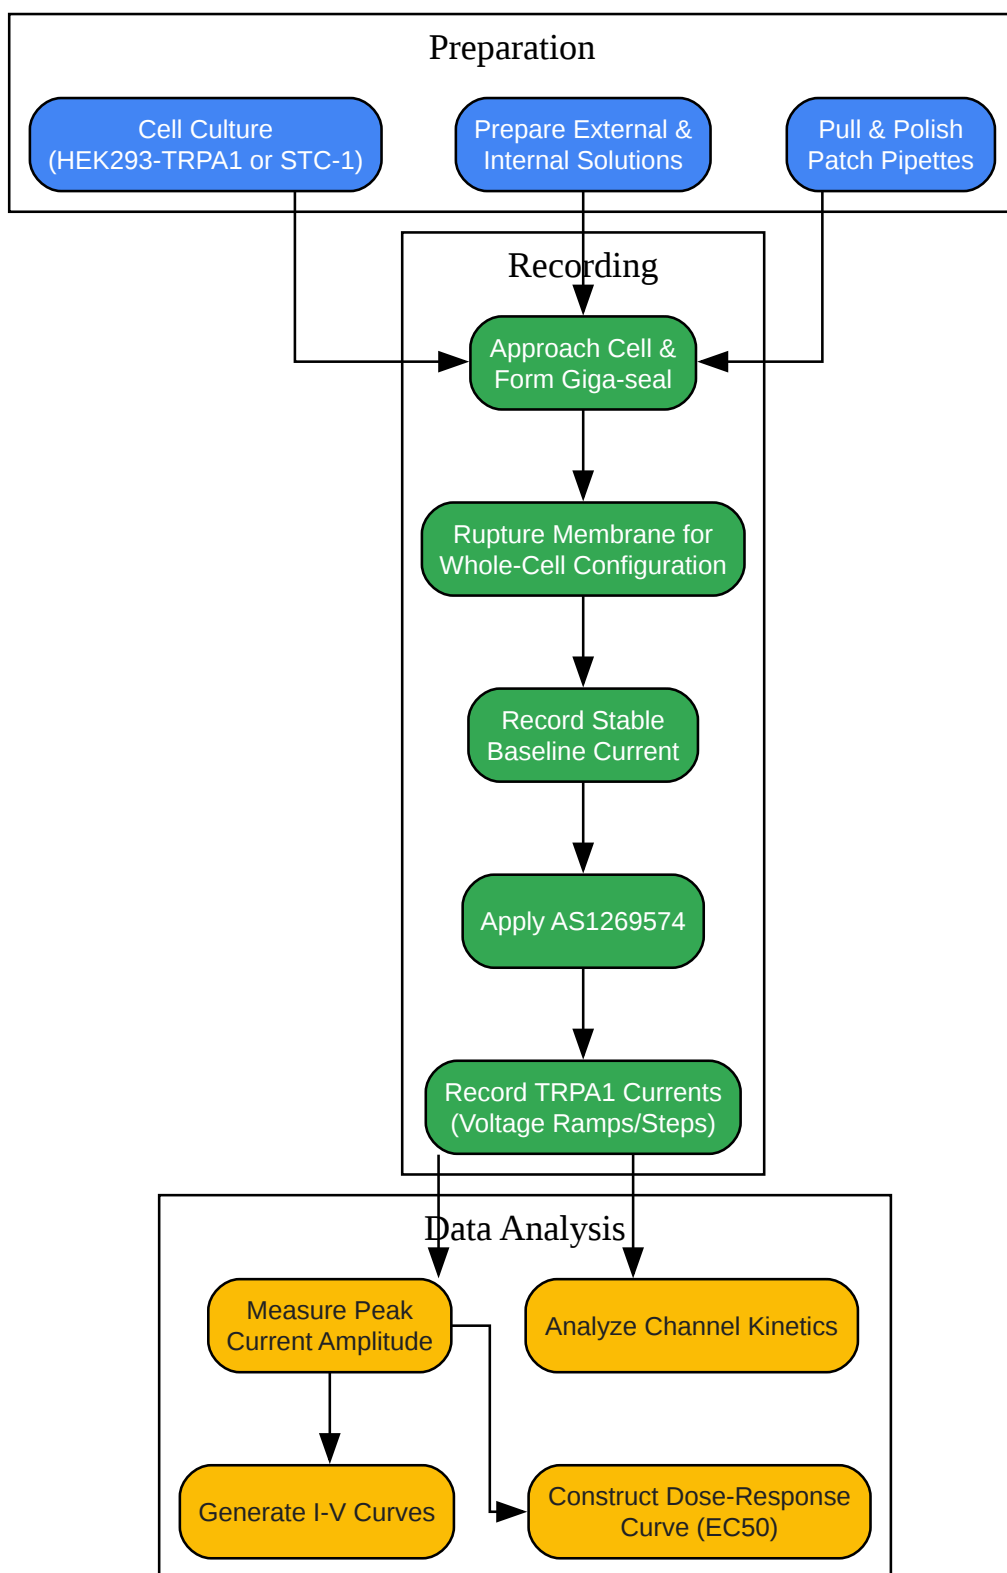 Preparation
Cell Culture
(HEK293-TRPA1 or STC-1)
Prepare External &
Internal Solutions
Pull & Polish
Patch Pipettes
Recording
Approach Cell &
Form Giga-seal
Rupture Membrane for
Whole-Cell Configuration
Record Stable
Baseline Current
Apply AS1269574
Record TRPA1 Currents
(Voltage Ramps/Steps)
Data Analysis
Measure Peak
Current Amplitude
Analyze Channel Kinetics
Generate I-V Curves
Construct Dose-Response
Curve (EC50)